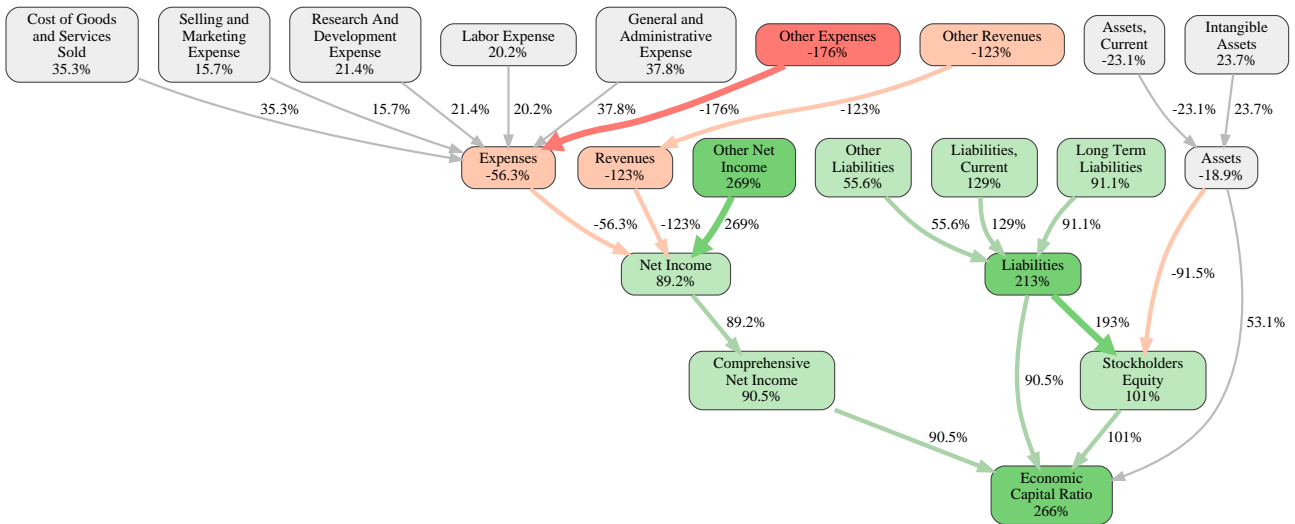 Cost of Goods
and Services
Sold
35.3%
Selling and
Marketing
Expense
15.7%
Research And
Development
Expense
21.4%
Labor Expense
20.2%
General and
Administrative
Expense
37.8%
Other Expenses
-176%
Other Revenues
-123%
Assets,
Current
-23.1%
Intangible
Assets
23.7%
35.3%
15.7%
21.4%
20.2%
37.8%
-176%
-123%
-23.1%
23.7%
Expenses
-56.3%
Revenues
-123%
Other Net
Income
269%
Other
Liabilities
55.6%
Liabilities,
Current
129%
Long Term
Liabilities
91.1%
Assets
-18.9%
-56.3%
-123%
269%
55.6%
129%
91.1%
Net Income
89.2%
Liabilities
213%
-91.5%
89.2%
193%
53.1%
Comprehensive
Net Income
90.5%
90.5%
Stockholders
Equity
101%
90.5%
101%
Economic
Capital Ratio
266%